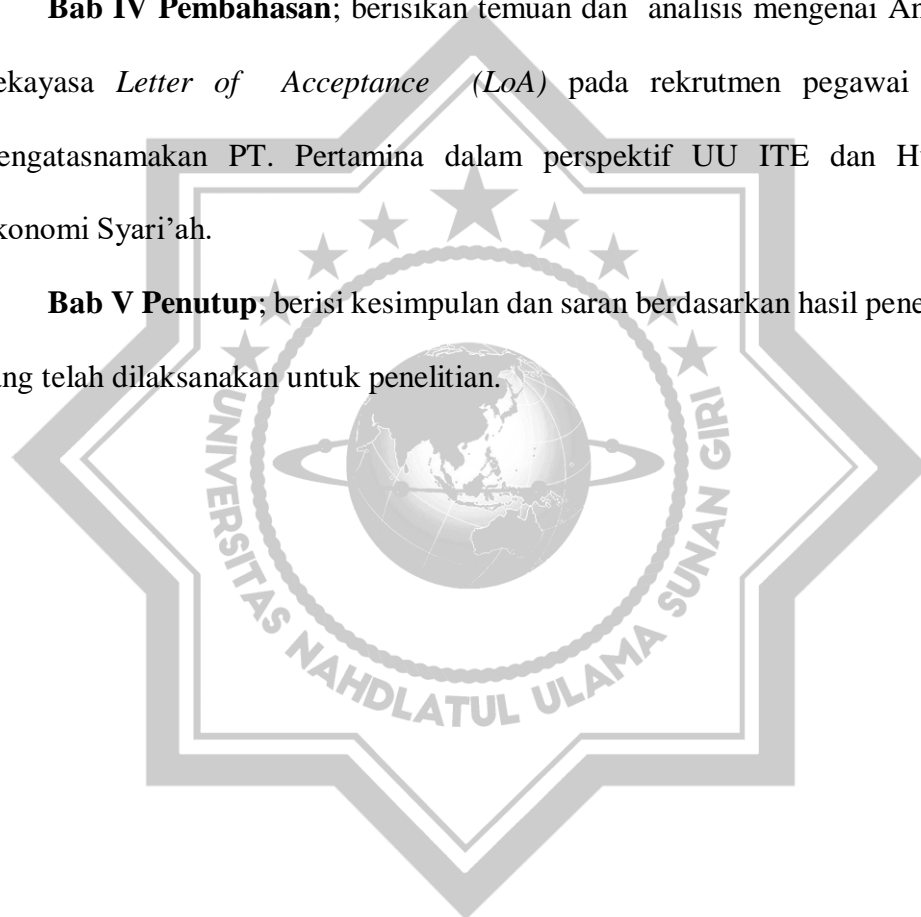 Bab IV Pembahasan; berisikan temuan dan analisis mengenai
ekayasa Letter of Acceptance (LoA) pada rekrutmen pegawai
engatasnamakan PT. Pertamina dalam perspektif UU ITE dan
konomi Syari’ah.
Bab V Penutup; berisi kesimpulan dan saran berdasarkan hasil
ng telah dilaksanakan untuk penelitian.
UNIVERSITAS NAHDLATUL ULAMA SUNAN GIRI